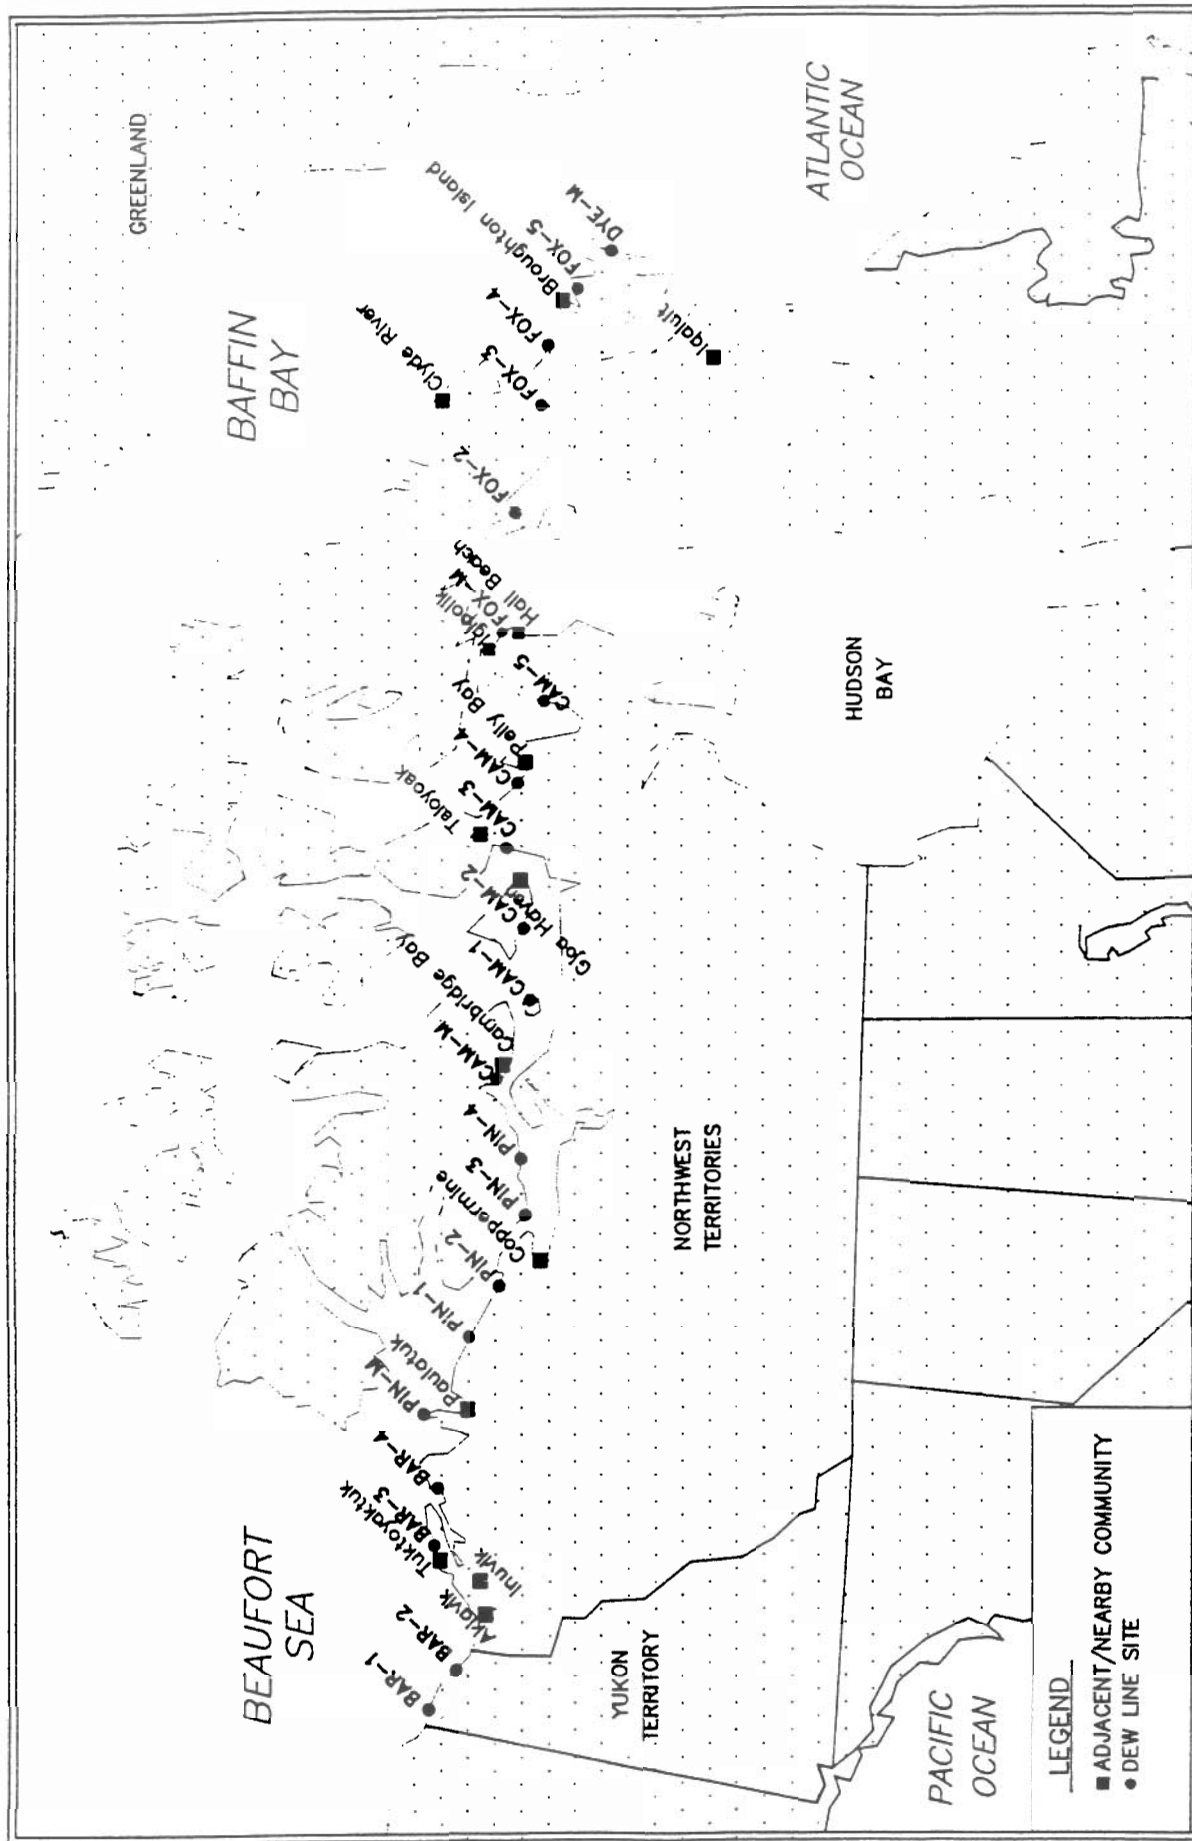 GREENLAND
BAFFIN
BAY
ATLANTIC
OCEAN
BEAUFORT
SEA
BAR-1
BAR-2
Aklavik
Inuvik
Tuktoyaktuk
BAR-3
BAR-4
PIN-M
Paulatuk
PIN-1
PIN-2
Coppermine
PIN-3
PIN-4
CAM-M
Cambridge Bay
CAM-1
CAM-2
Gjoa Haven
CAM-3
Taloyoak
CAM-4
Pelly Bay
CAM-5
FOX-M
Hall Beach
FOX-2
Clyde River
FOX-3
FOX-4
Broughton Island
FOX-5
DYE-M
Iqaluit
HUDSON
BAY
NORTHWEST
TERRITORIES
YUKON
TERRITORY
PACIFIC
OCEAN
LEGEND
ADJACENT/NEARBY COMMUNITY
DEW LINE SITE